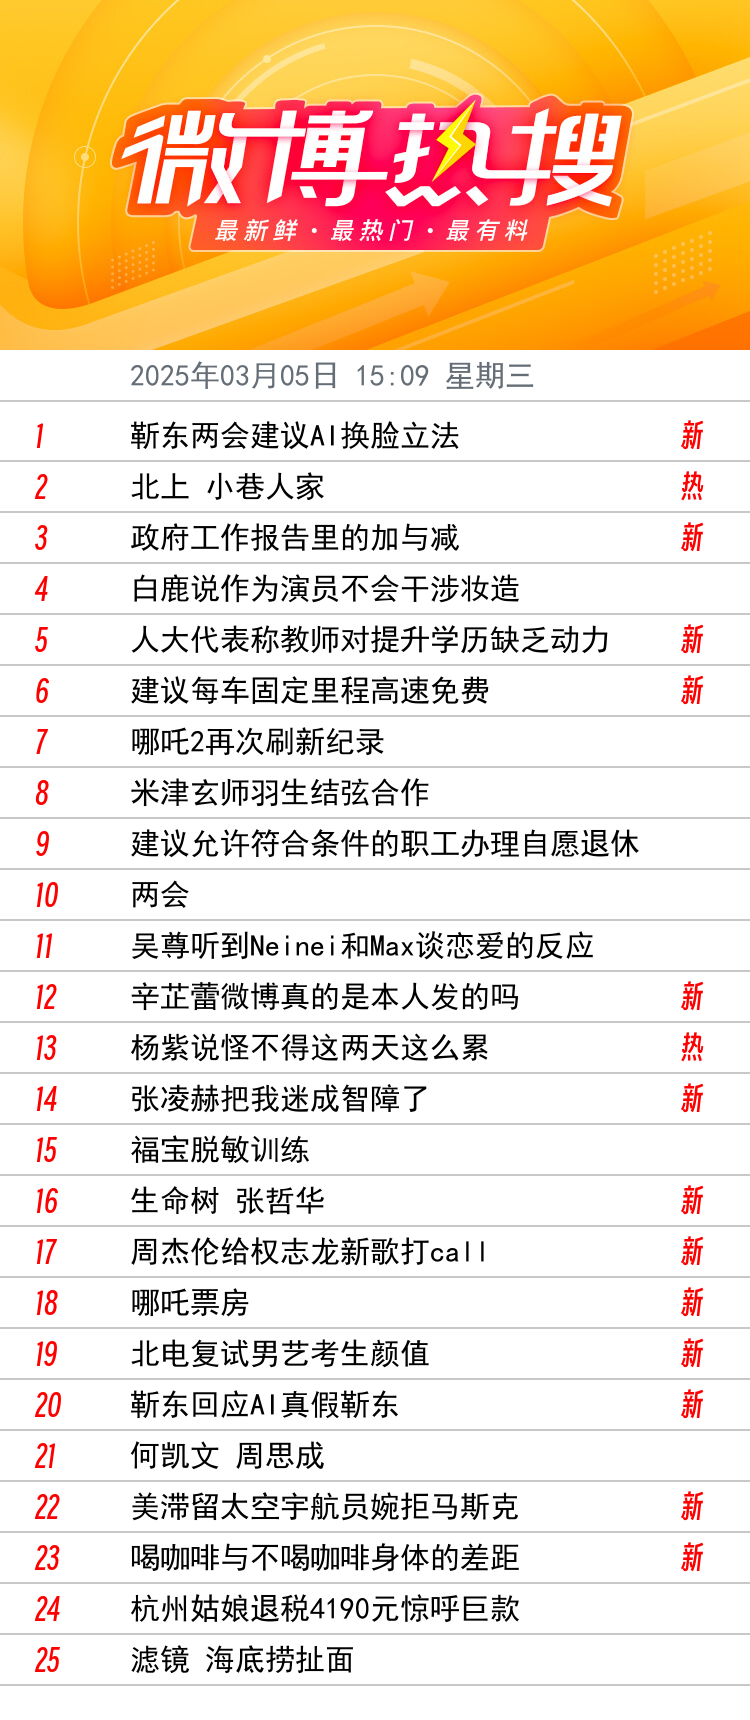 微博热搜
最新鲜·最热门·最有料
2025年03月05日 15:09 星期三
1 靳东两会建议AI换脸立法 新
2 北上 小巷人家 热
3 政府工作报告里的加与减 新
4 白鹿说作为演员不会干涉妆造
5 人大代表称教师对提升学历缺乏动力 新
6 建议每车固定里程高速免费 新
7 哪吒2再次刷新纪录
8 米津玄师羽生结弦合作
9 建议允许符合条件的职工办理自愿退休
10 两会
11 吴尊听到Neinei和Max谈恋爱的反应
12 辛芷蕾微博真的是本人发的吗 新
13 杨紫说怪不得这两天这么累 热
14 张凌赫把我迷成智障了 新
15 福宝脱敏训练
16 生命树 张哲华 新
17 周杰伦给权志龙新歌打call 新
18 哪吒票房 新
19 北电复试男艺考生颜值 新
20 靳东回应AI真假靳东 新
21 何凯文 周思成
22 美滞留太空宇航员婉拒马斯克 新
23 喝咖啡与不喝咖啡身体的差距 新
24 杭州姑娘退税4190元惊呼巨款
25 滤镜 海底捞扯面